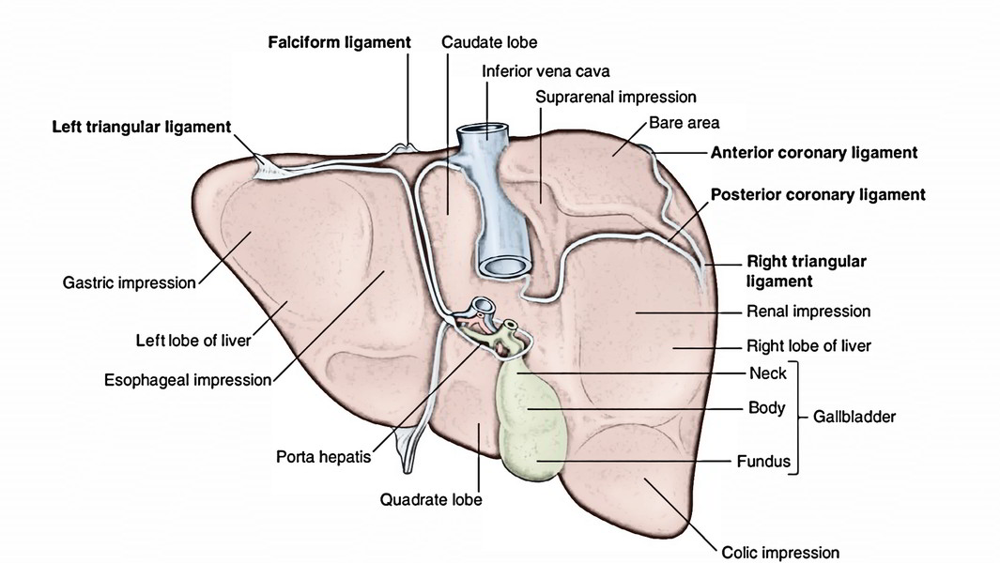 Falciform ligament
Caudate lobe
Inferior vena cava
Suprarenal impression
Bare area
Left triangular ligament
Anterior coronary ligament
Posterior coronary ligament
Right triangular
ligament
Gastric impression
Renal impression
Left lobe of liver
Right lobe of liver
Neck
Esophageal impression
Body
Gallbladder
Porta hepatis
Fundus
Quadrate lobe
Colic impression